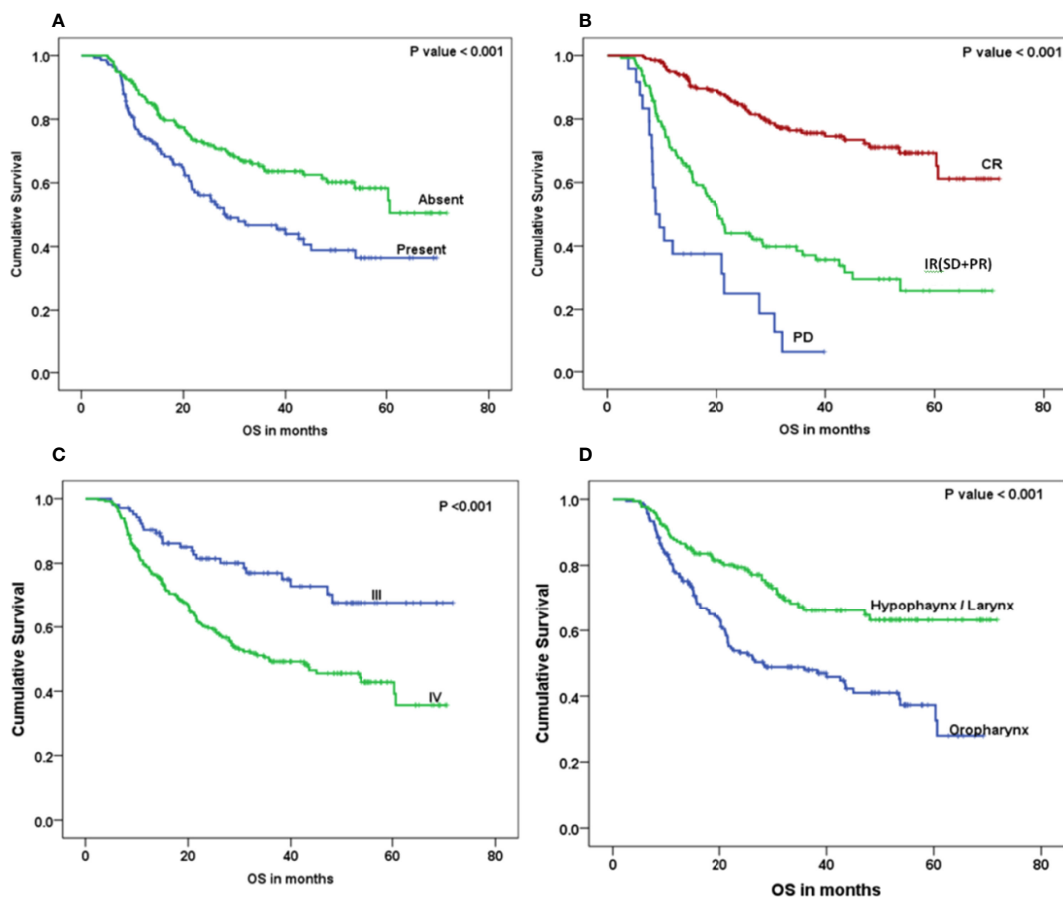 A
P value < 0.001
Cumulative Survival
1.0
0.8
0.6
0.4
0.2
0.0
Absent
Present
0 20 40 60 80
OS in months
B
P value < 0.001
Cumulative Survival
1.0
0.8
0.6
0.4
0.2
0.0
CR
IR(SD+PR)
PD
0 20 40 60 80
OS in months
C
P <0.001
Cumulative Survival
1.0
0.8
0.6
0.4
0.2
0.0
III
IV
0 20 40 60 80
OS in months
D
P value < 0.001
Cumulative Survival
1.0
0.8
0.6
0.4
0.2
0.0
Hypophaynx / Larynx
Oropharynx
0 20 40 60 80
OS in months